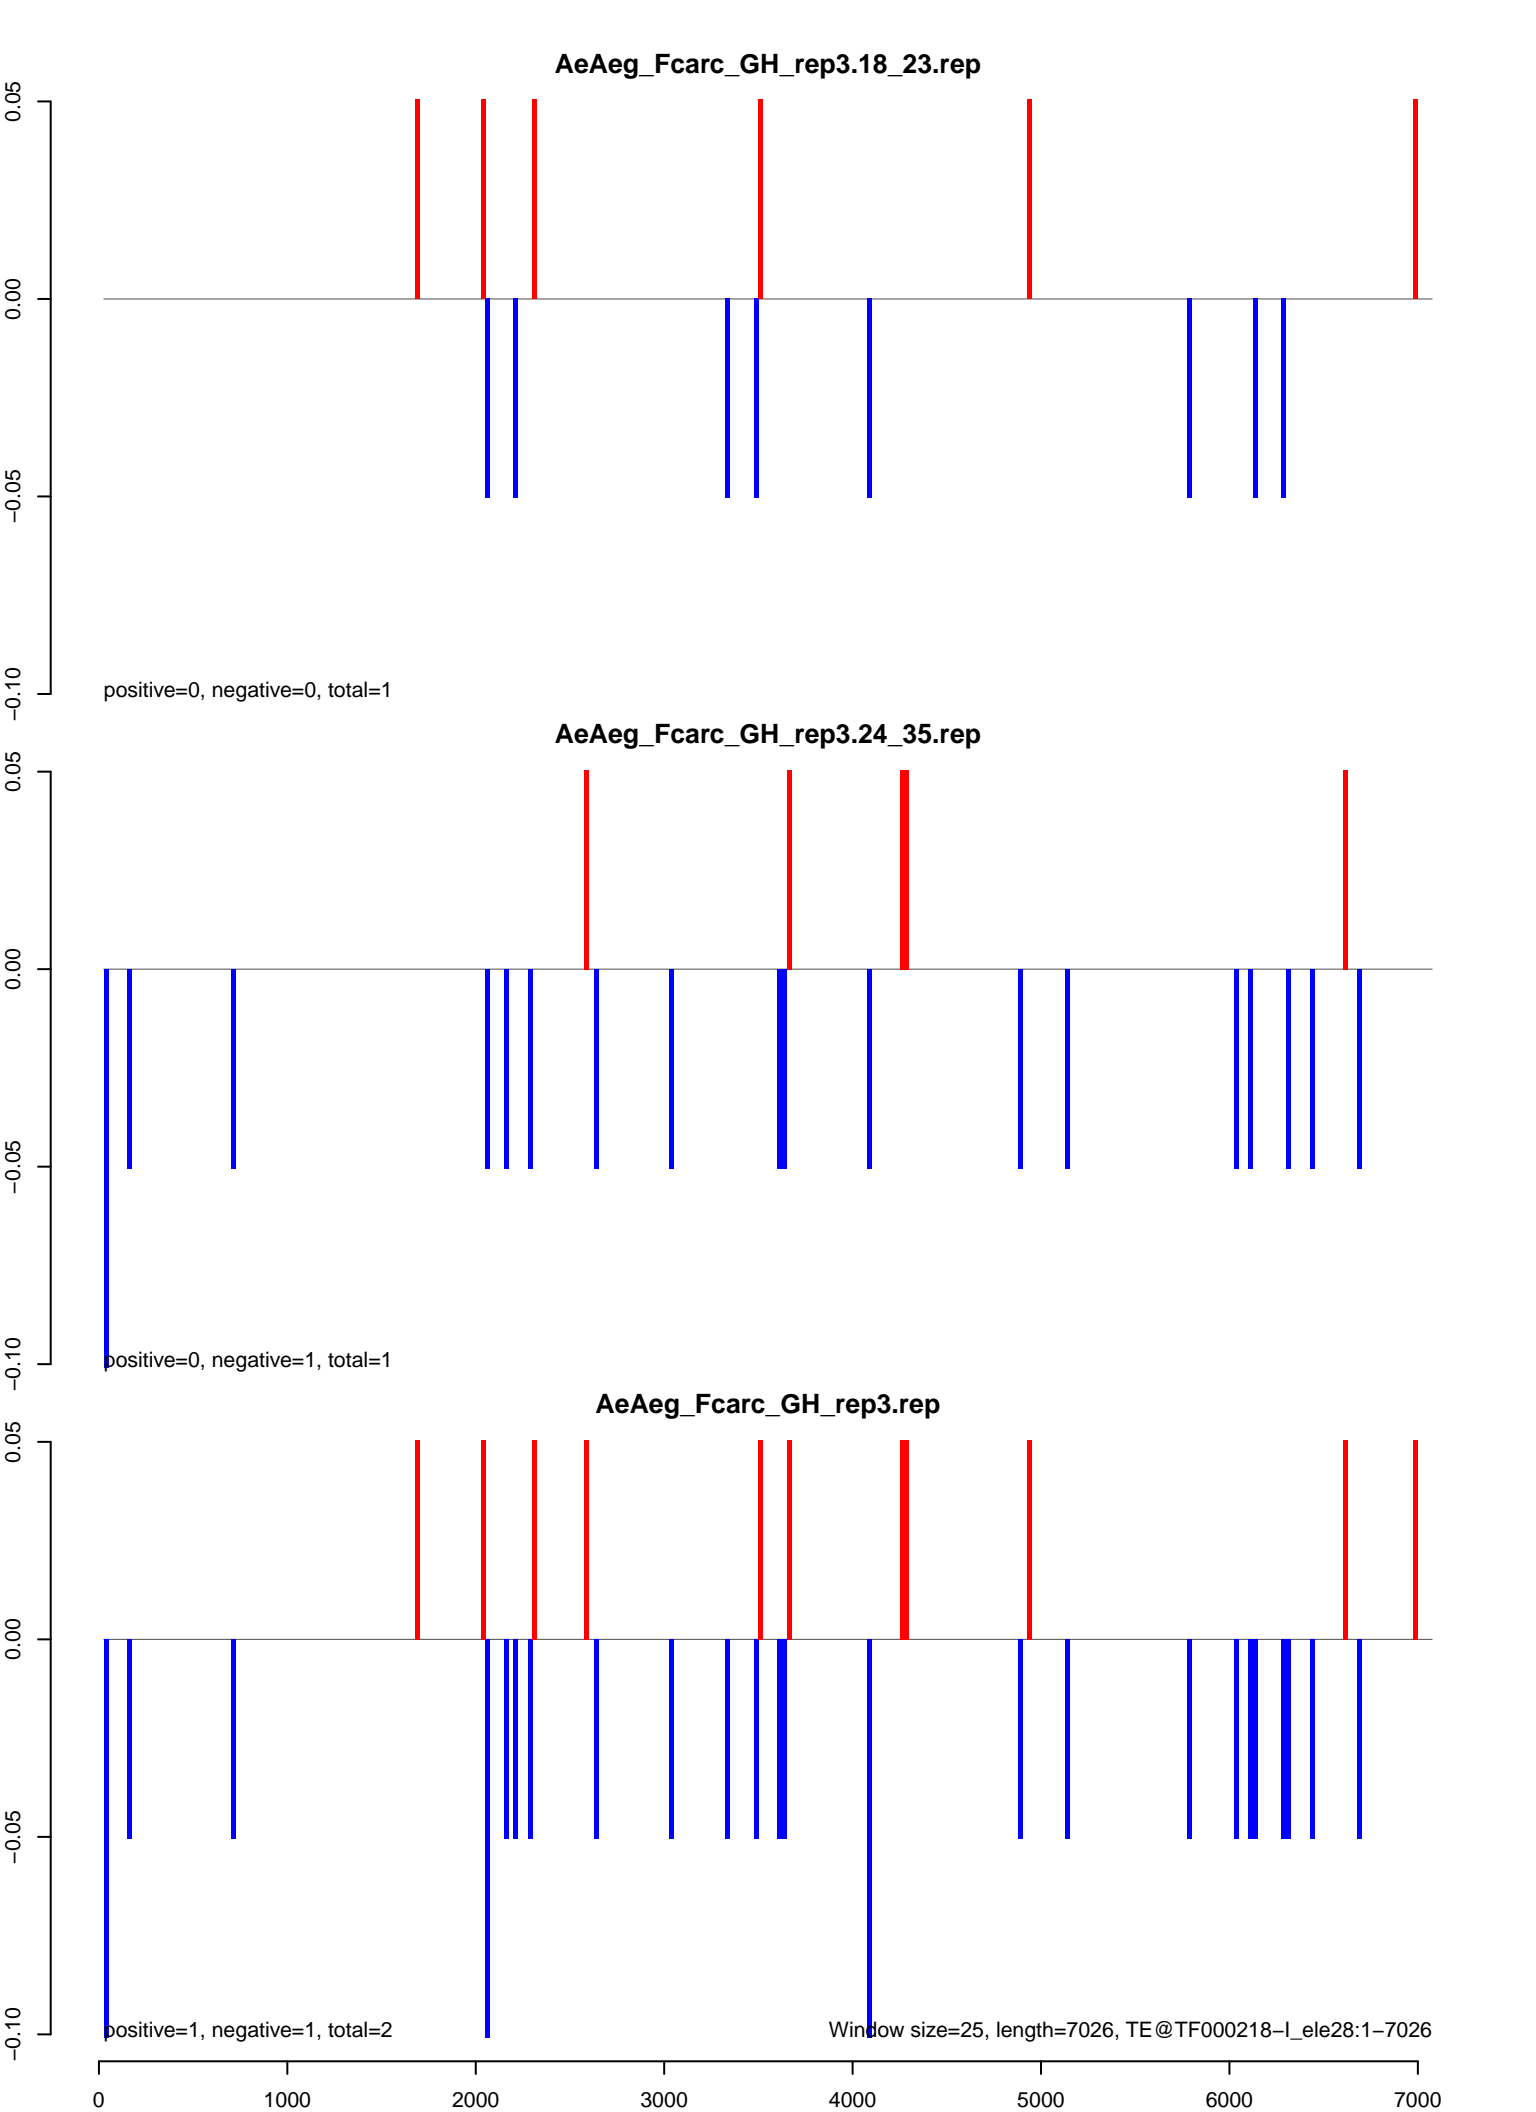 AeAeg_Fcarc_GH_rep3.18_23.rep
0.05
0.00
−0.05
−0.10
positive=0, negative=0, total=1
AeAeg_Fcarc_GH_rep3.24_35.rep
0.05
0.00
−0.05
−0.10
positive=0, negative=1, total=1
AeAeg_Fcarc_GH_rep3.rep
0.05
0.00
−0.05
−0.10
positive=1, negative=1, total=2
Window size=25, length=7026, TE@TF000218−I_ele28:1−7026
0 1000 2000 3000 4000 5000 6000 7000